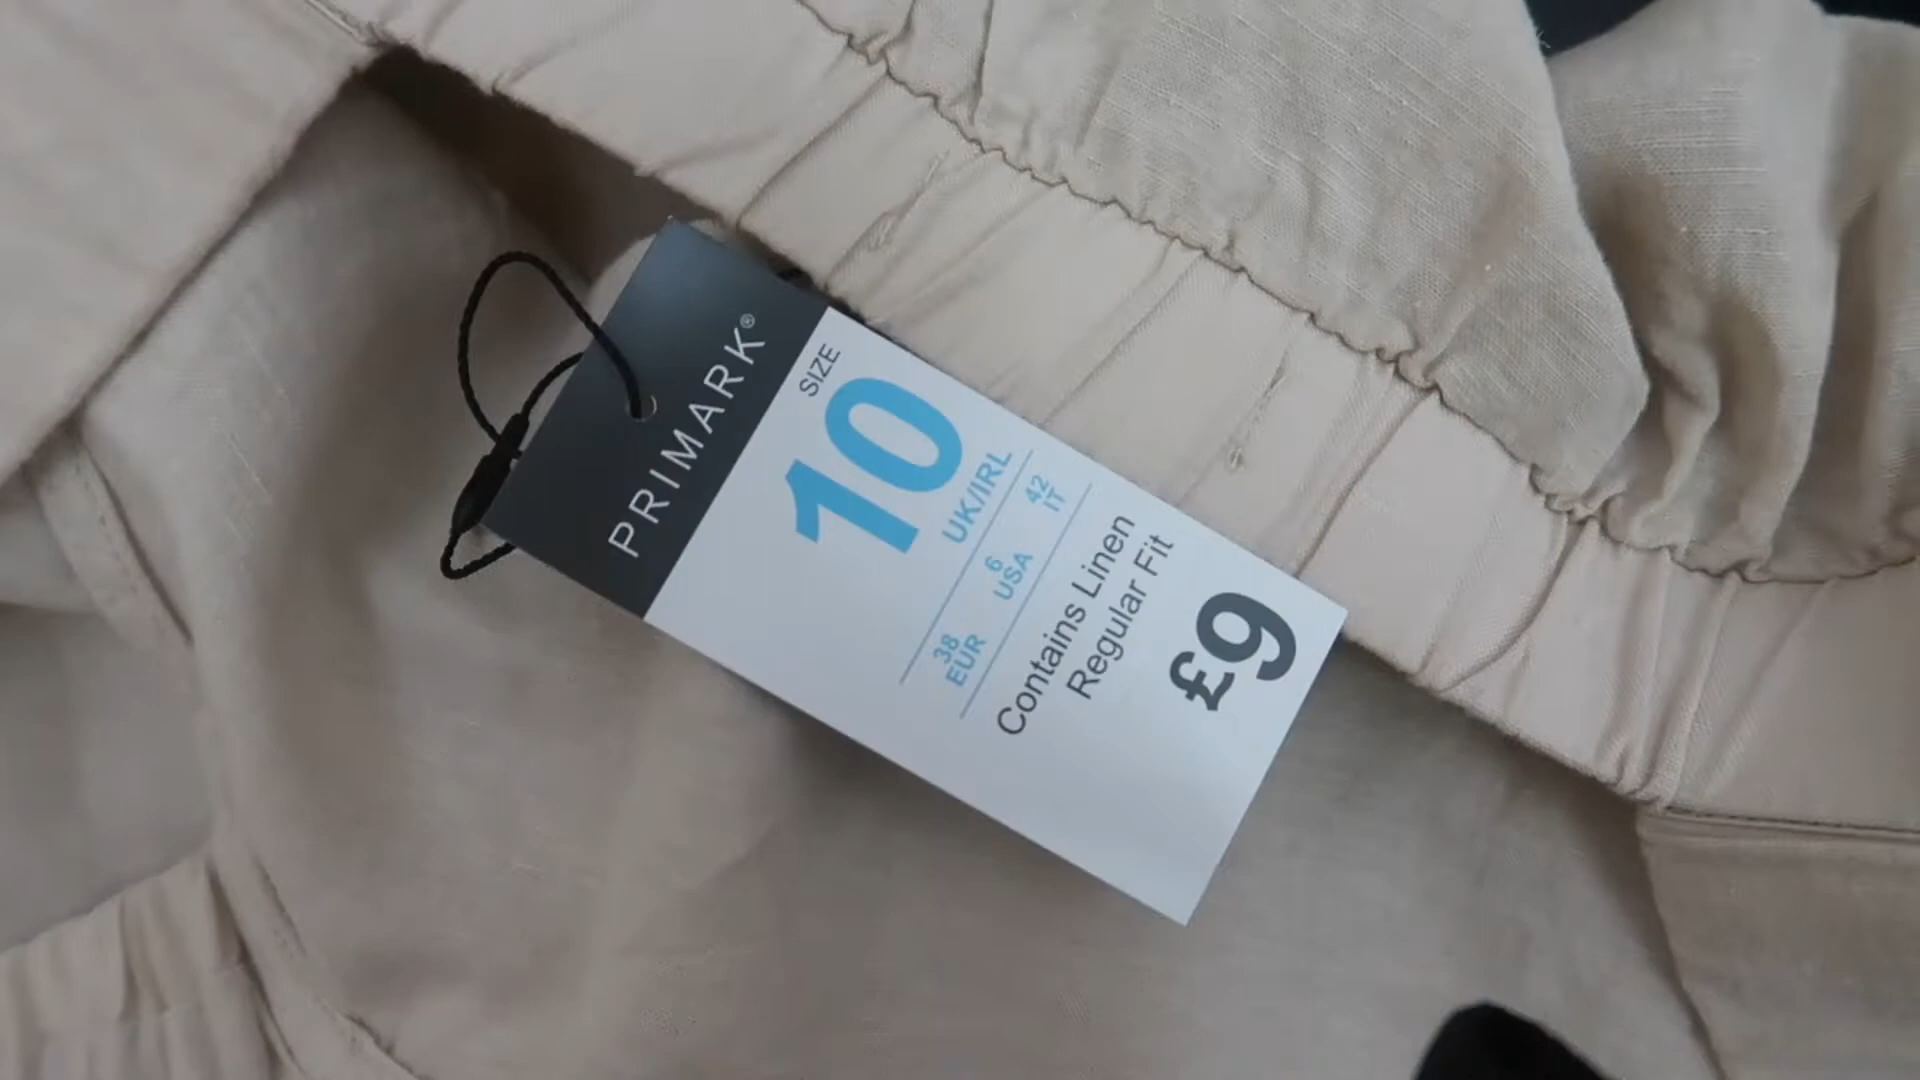 PRIMARK®
SIZE
10
UK/IRL
38 6 42
EUR USA IT
Contains Linen
Regular Fit
£9